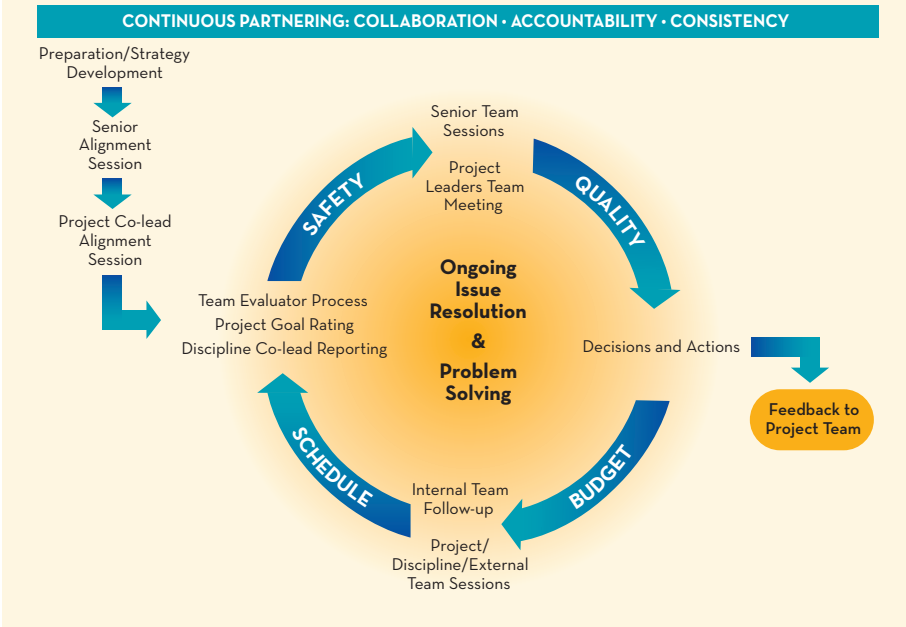 CONTINUOUS PARTNERING: COLLABORATION • ACCOUNTABILITY • CONSISTENCY
Preparation/Strategy
Development
Senior
Alignment
Session
Project Co-lead
Alignment
Session
Team Evaluator Process
Project Goal Rating
Discipline Co-lead Reporting
SAFETY
Senior Team
Sessions
Project
Leaders Team
Meeting
QUALITY
Ongoing
Issue
Resolution
&
Problem
Solving
Decisions and Actions
Feedback to
Project Team
BUDGET
Internal Team
Follow-up
Project/
Discipline/External
Team Sessions
SCHEDULE